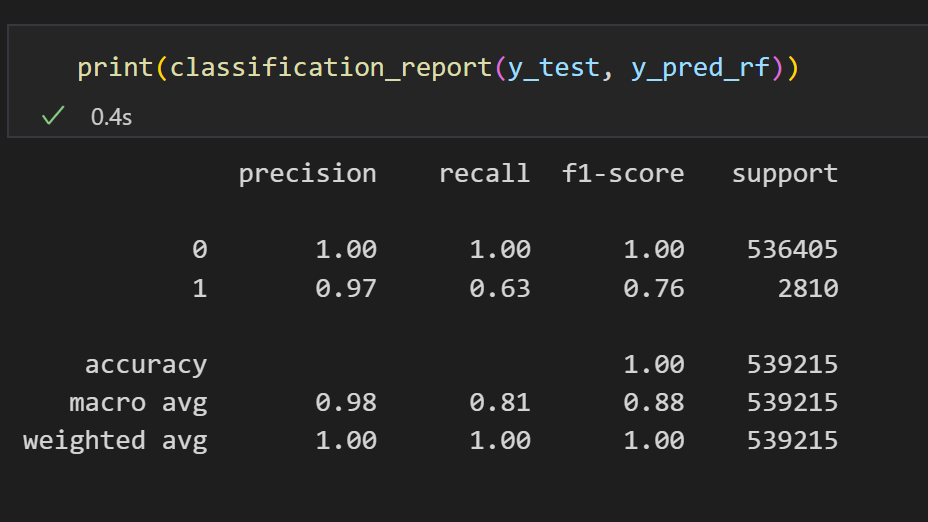 print(classification_report(y_test, y_pred_rf))
0.4s
precision recall f1-score support
0 1.00 1.00 1.00 536405
1 0.97 0.63 0.76 2810
accuracy 1.00 539215
macro avg 0.98 0.81 0.88 539215
weighted avg 1.00 1.00 1.00 539215